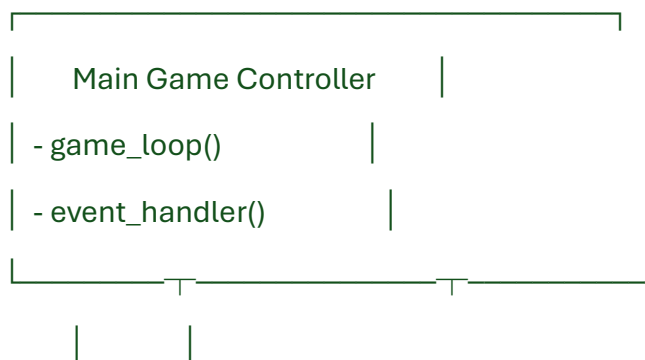 Main Game Controller
- game_loop()
- event_handler()